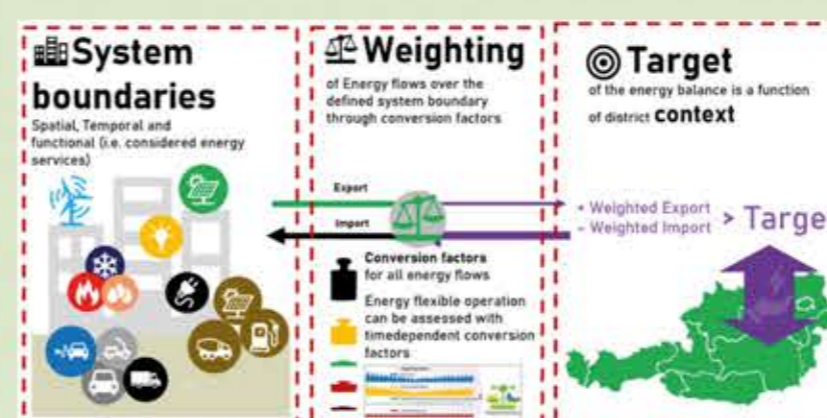 System
boundaries
Spatial, Temporal and
functional (i.e. considered energy
services)
Weighting
of Energy flows over the
defined system boundary
through conversion factors
Export
Import
Conversion factors
for all energy flows
Energy flexible operation
can be assessed with
timedependent conversion
factors
Target
of the energy balance is a function
of district context
+ Weighted Export
- Weighted Import > Targe